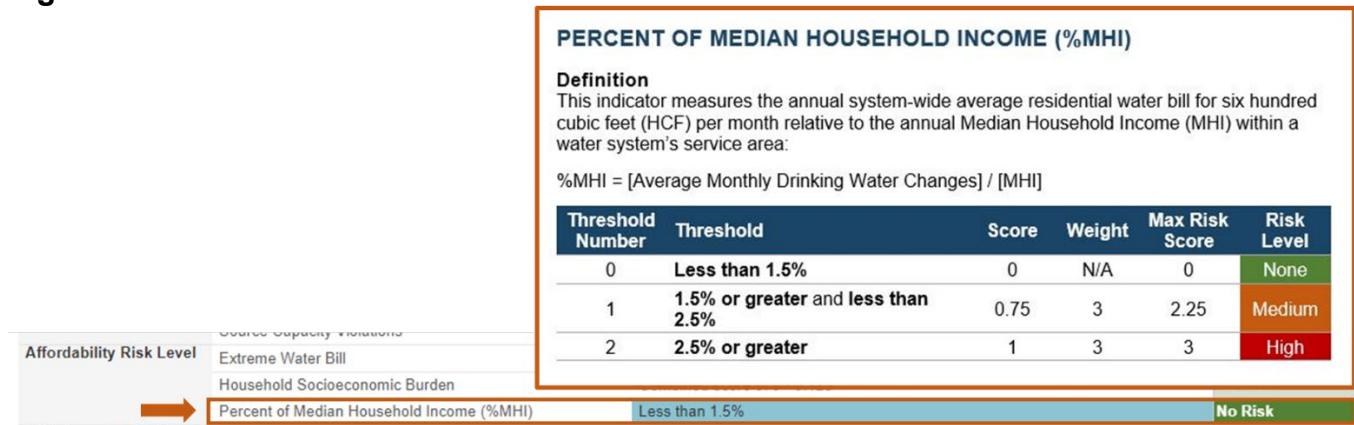 PERCENT OF MEDIAN HOUSEHOLD INCOME (%MHI)
Definition
This indicator measures the annual system-wide average residential water bill for six hundred
cubic feet (HCF) per month relative to the annual Median Household Income (MHI) within a
water system's service area:
%MHI = [Average Monthly Drinking Water Changes] / [MHI]
Threshold Number Threshold Score Weight Max Risk Score Risk Level
0 Less than 1.5% 0 N/A 0 None
1 1.5% or greater and less than 2.5% 0.75 3 2.25 Medium
2 2.5% or greater 1 3 3 High
Affordability Risk Level
Extreme Water Bill
Household Socioeconomic Burden
Percent of Median Household Income (%MHI) Less than 1.5% No Risk